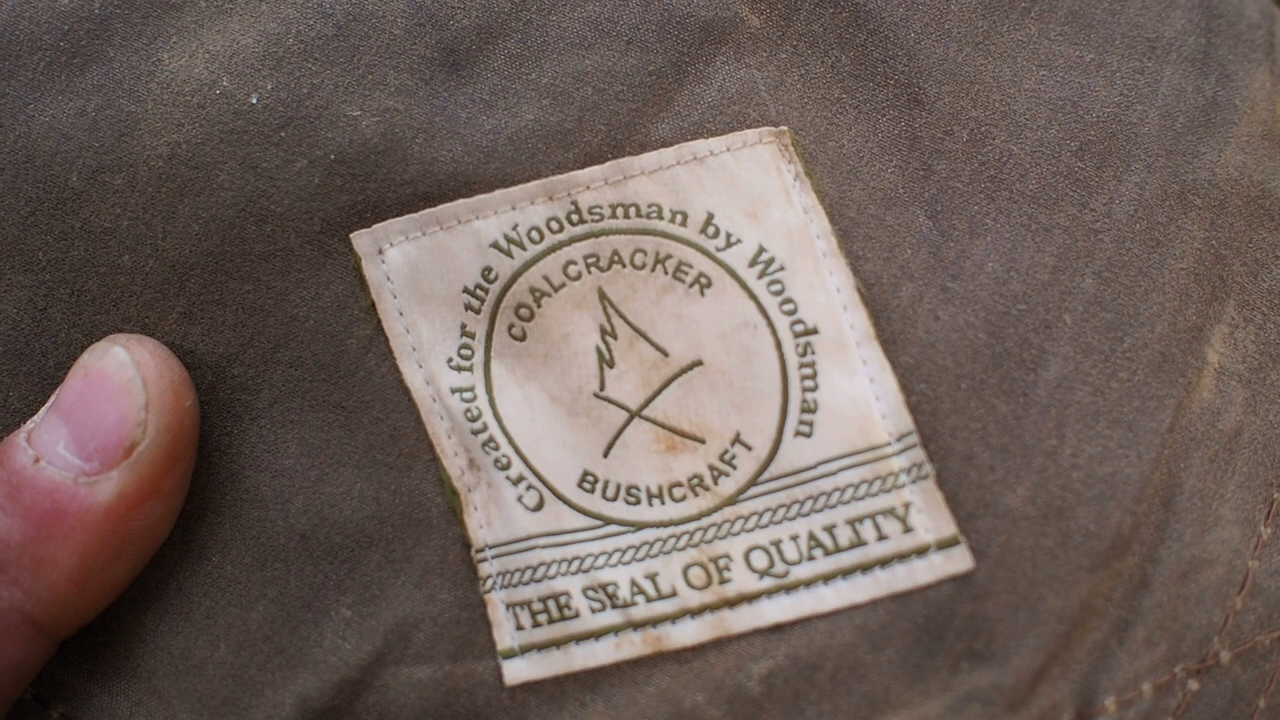 Created for the Woodsman by Woodsman
COALCRACKER
BUSHCRAFT
THE SEAL OF QUALITY